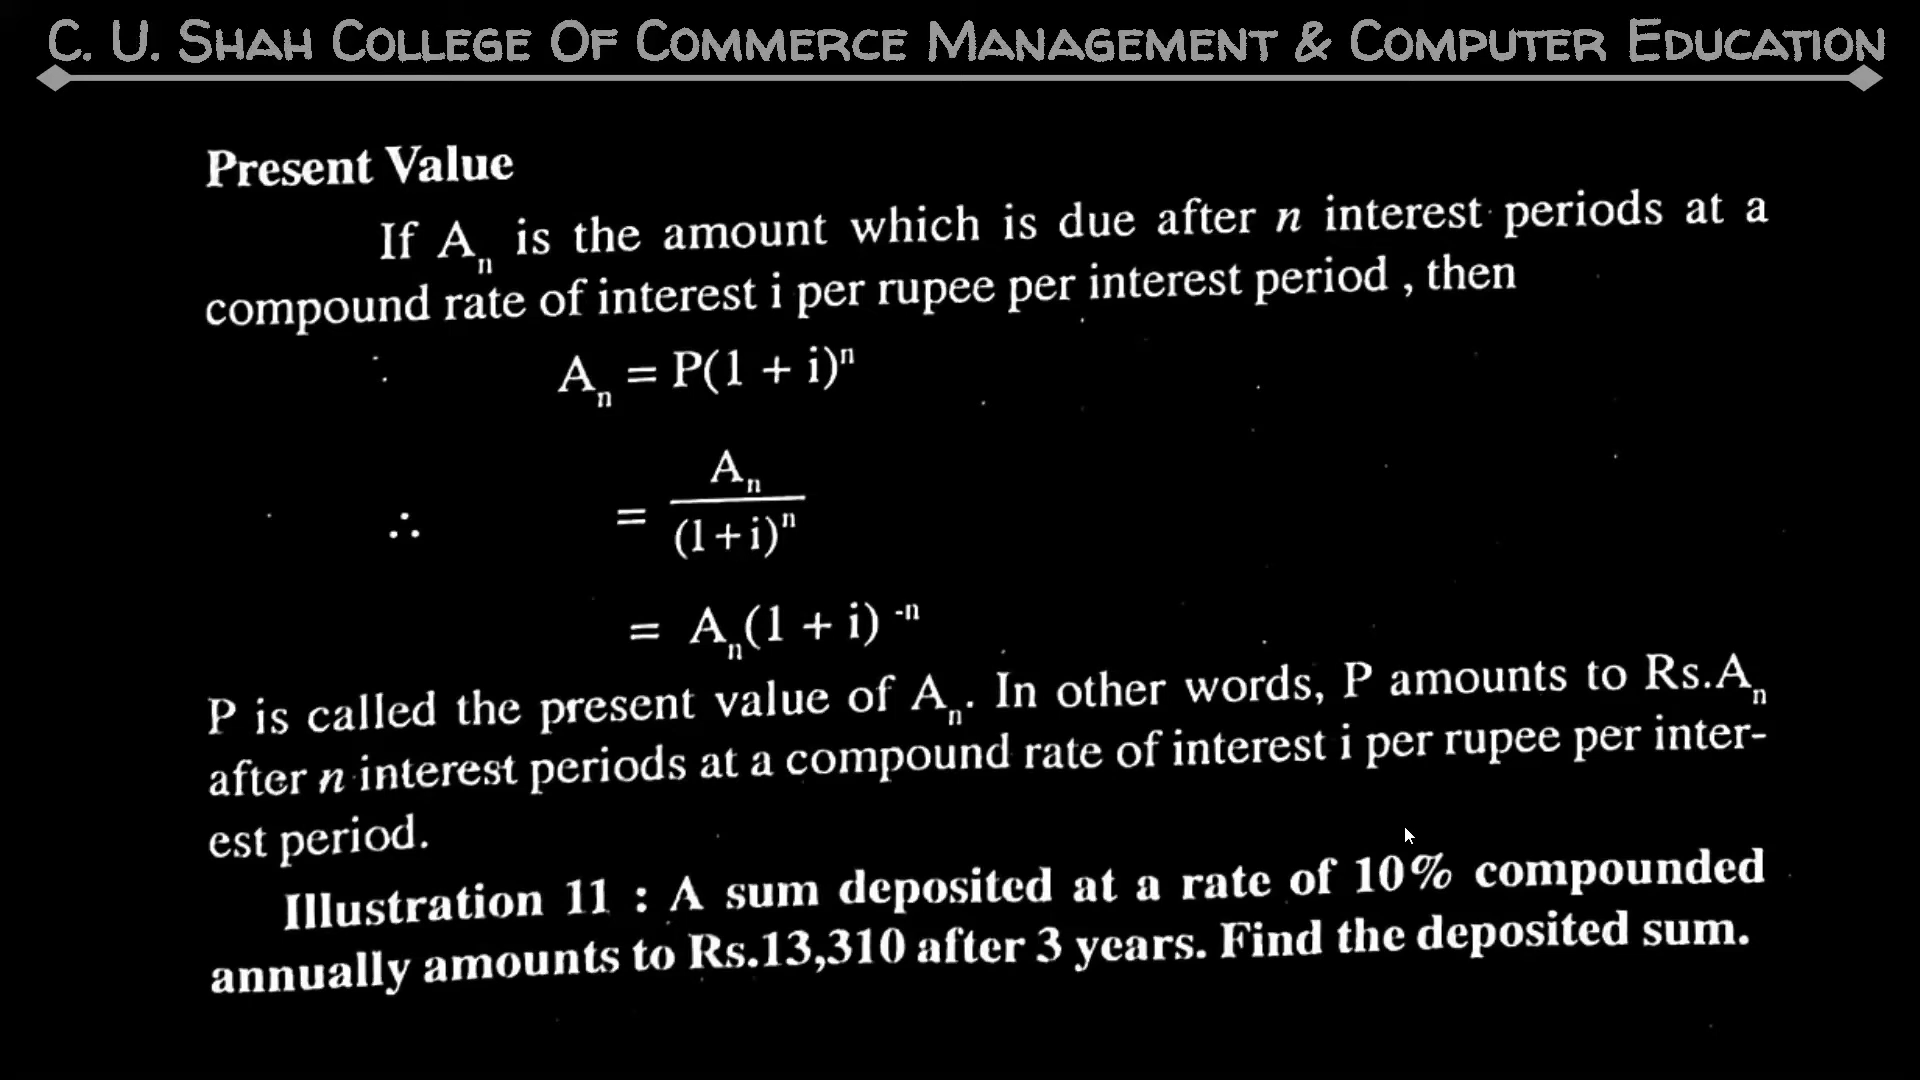 C. U. SHAH COLLEGE OF COMMERCE MANAGEMENT & COMPUTER EDUCATION
Present Value
If Aₙ is the amount which is due after n interest periods at a
compound rate of interest i per rupee per interest period , then
Aₙ = P(1 + i)ⁿ
∴ = Aₙ / (1+i)ⁿ
= Aₙ(1 + i) ⁻ⁿ
P is called the present value of Aₙ. In other words, P amounts to Rs.Aₙ
after n interest periods at a compound rate of interest i per rupee per inter-
est period.
Illustration 11 : A sum deposited at a rate of 10% compounded
annually amounts to Rs.13,310 after 3 years. Find the deposited sum.